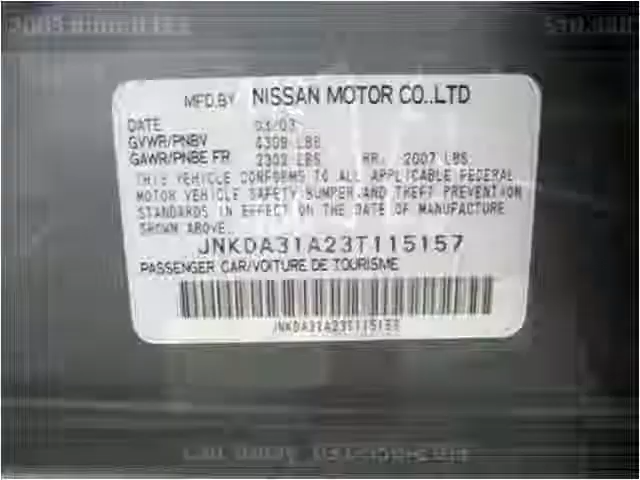 MFD.BY NISSAN MOTOR CO.,LTD
DATE 03/03
GVWR/PNBV 4309 LBS
GAWR/PNBE FR 2302 LBS RR. 2007 LBS
THIS VEHICLE CONFORMS TO ALL APPLICABLE FEDERAL
MOTOR VEHICLE SAFETY BUMPER,AND THEFT PREVENTION
STANDARDS IN EFFECT ON THE DATE OF MANUFACTURE
SHOWN ABOVE.
JNKDA31A23T115157
PASSENGER CAR/VOITURE DE TOURISME